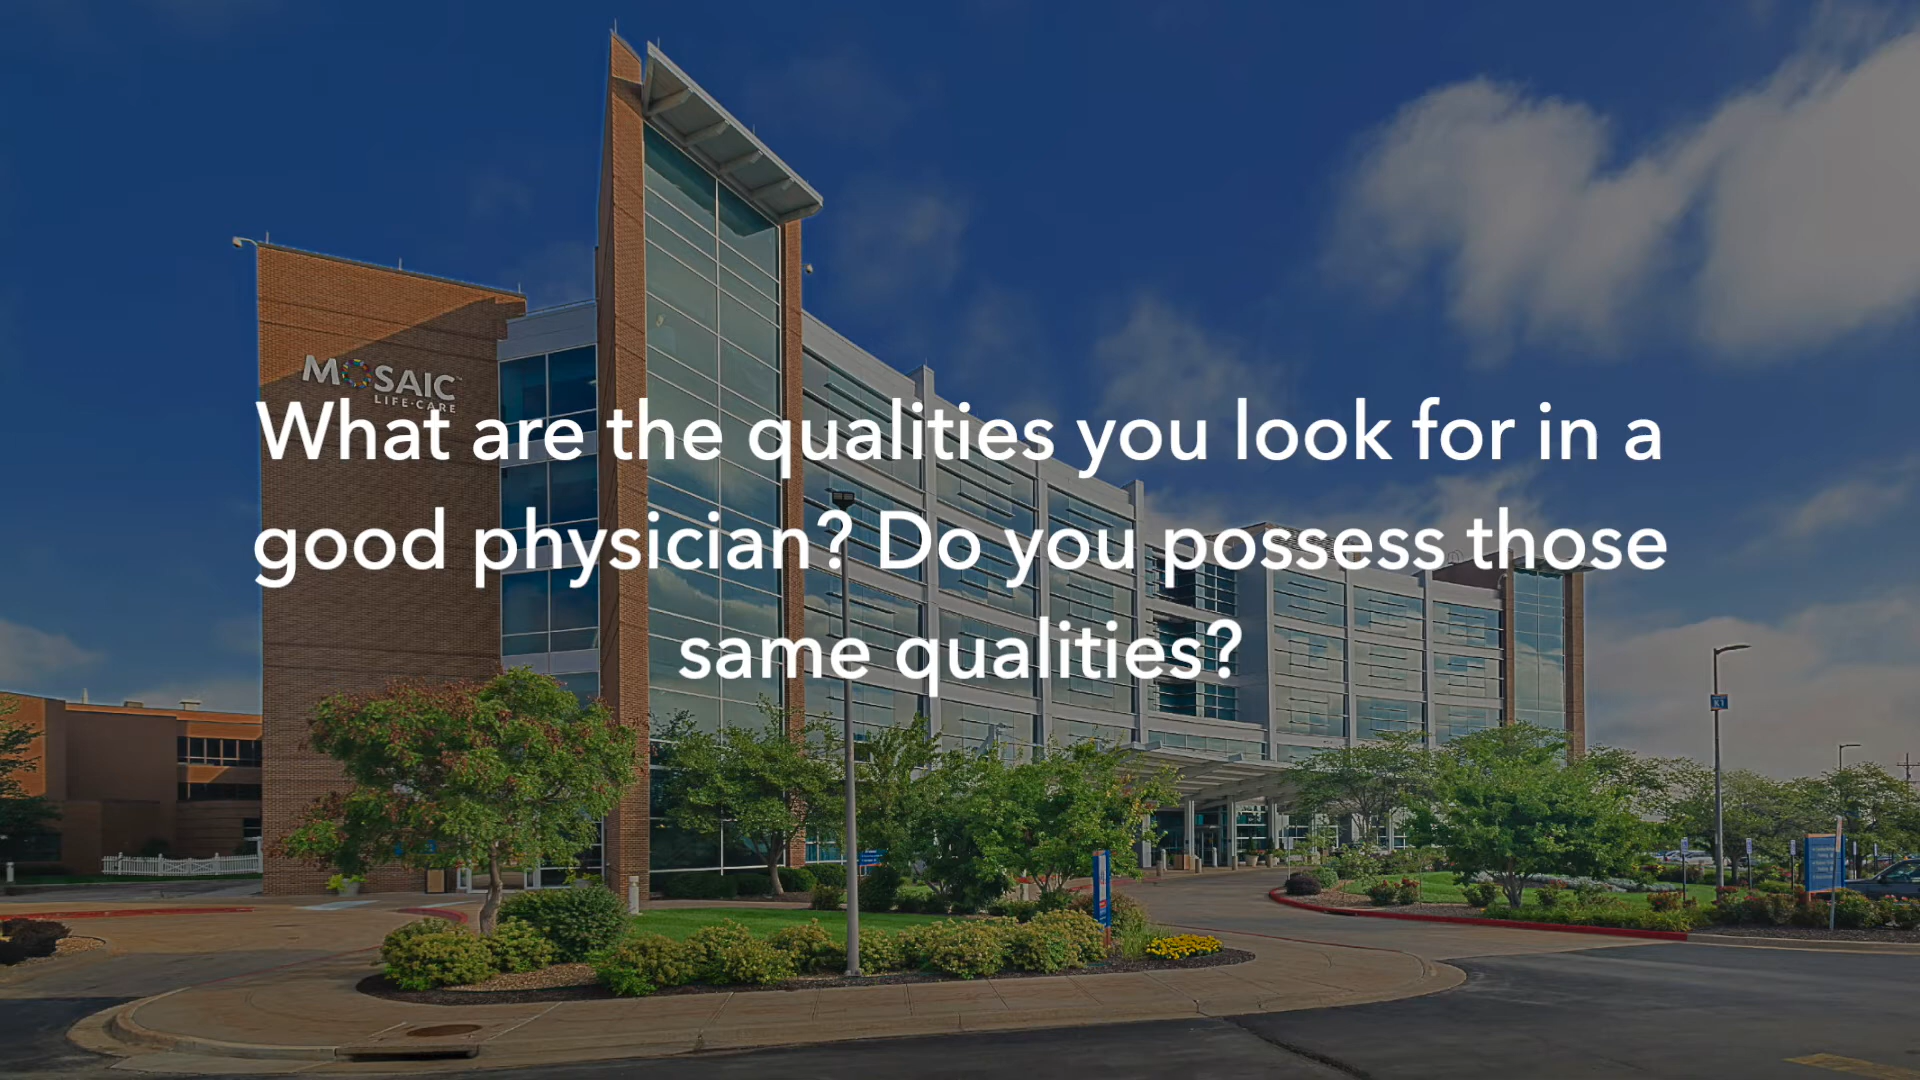 MOSAIC
LIFE·CARE
What are the qualities you look for in a
good physician? Do you possess those
same qualities?